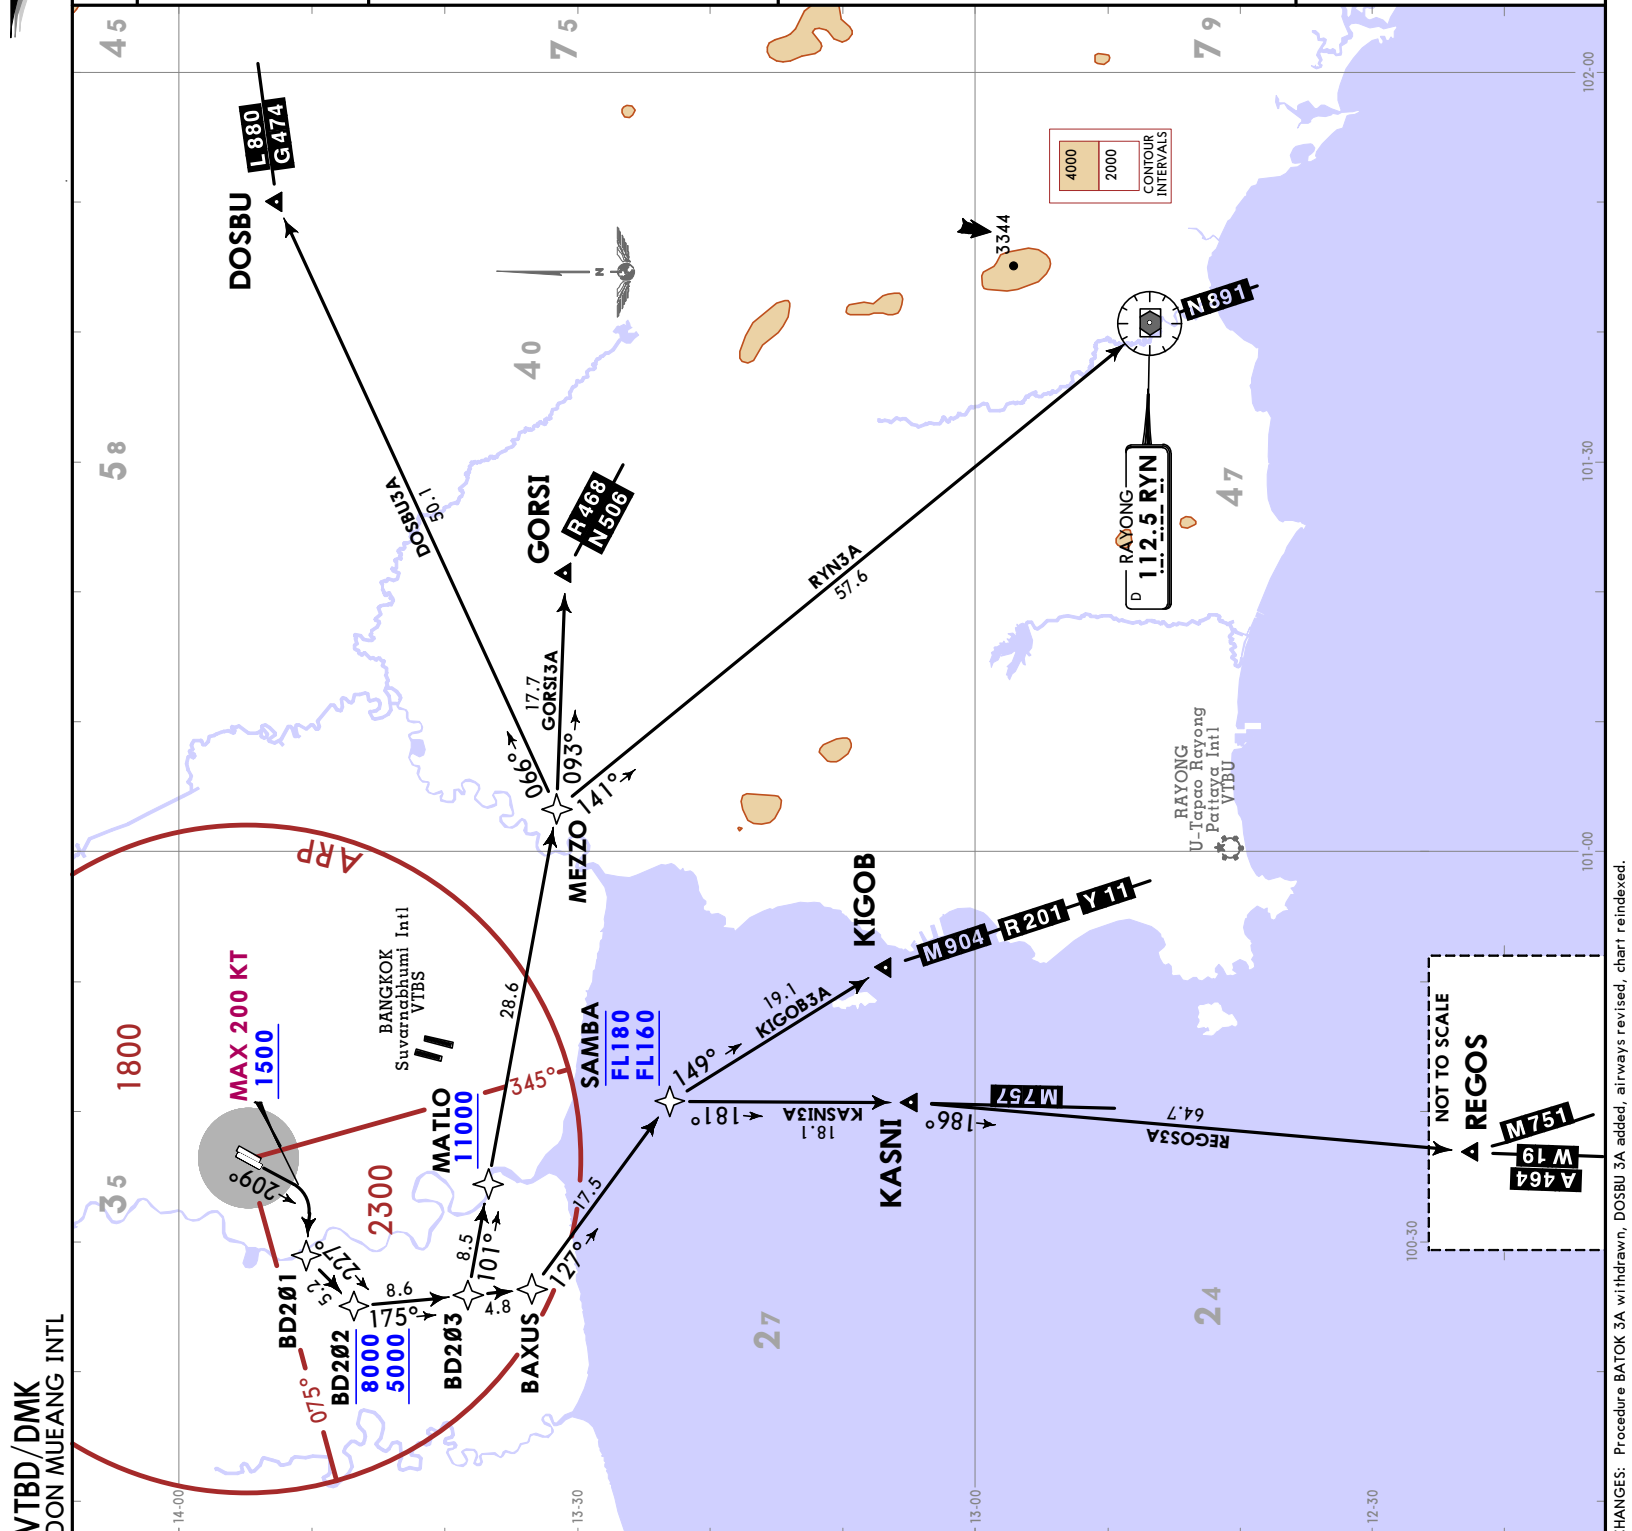 VTBD/DMK
DON MUEANG INTL
MAX 200 KT
1500
1800
2300
ARP
345°
075°
209°
BD2Ø1
5.2
227°
BD2Ø2
8000
5000
8.6
175°
BD2Ø3
4.8
BAXUS
8.5
101°
MATLO
11000
BANGKOK
Suvarnabhumi Intl
VTBS
28.6
MEZZO
066°
DOSBU3A
50.1
DOSBU
L 880
G 474
093°
17.7
GORSI3A
GORSI
R 468
N 506
141°
RYN3A
57.6
D
RAYONG
112.5 RYN
N 891
127°
17.5
SAMBA
FL180
FL160
149°
19.1
KIGOB3A
KIGOB
M 904
R 201
Y 11
181°
KASNI3A
18.1
KASNI
186°
M 757
REGOS3A
64.7
NOT TO SCALE
REGOS
M 751
W 19
A 464
RAYONG
U-Tapao Rayong
Pattaya Intl
VTBU
3344
4000
2000
CONTOUR
INTERVALS
N
45
75
79
58
40
47
35
27
24
14-00
13-30
13-00
12-30
100-30
101-00
101-30
102-00
HANGES: Procedure BATOK 3A withdrawn, DOSBU 3A added, airways revised, chart reindexed.